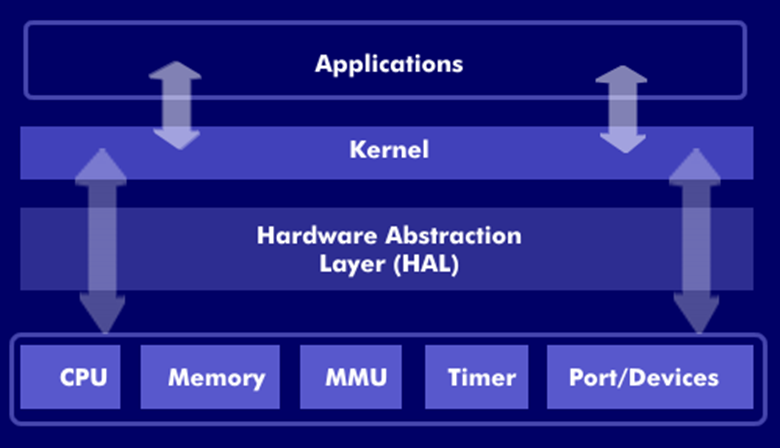 Applications
Kernel
Hardware Abstraction
Layer (HAL)
CPU
Memory
MMU
Timer
Port/Devices